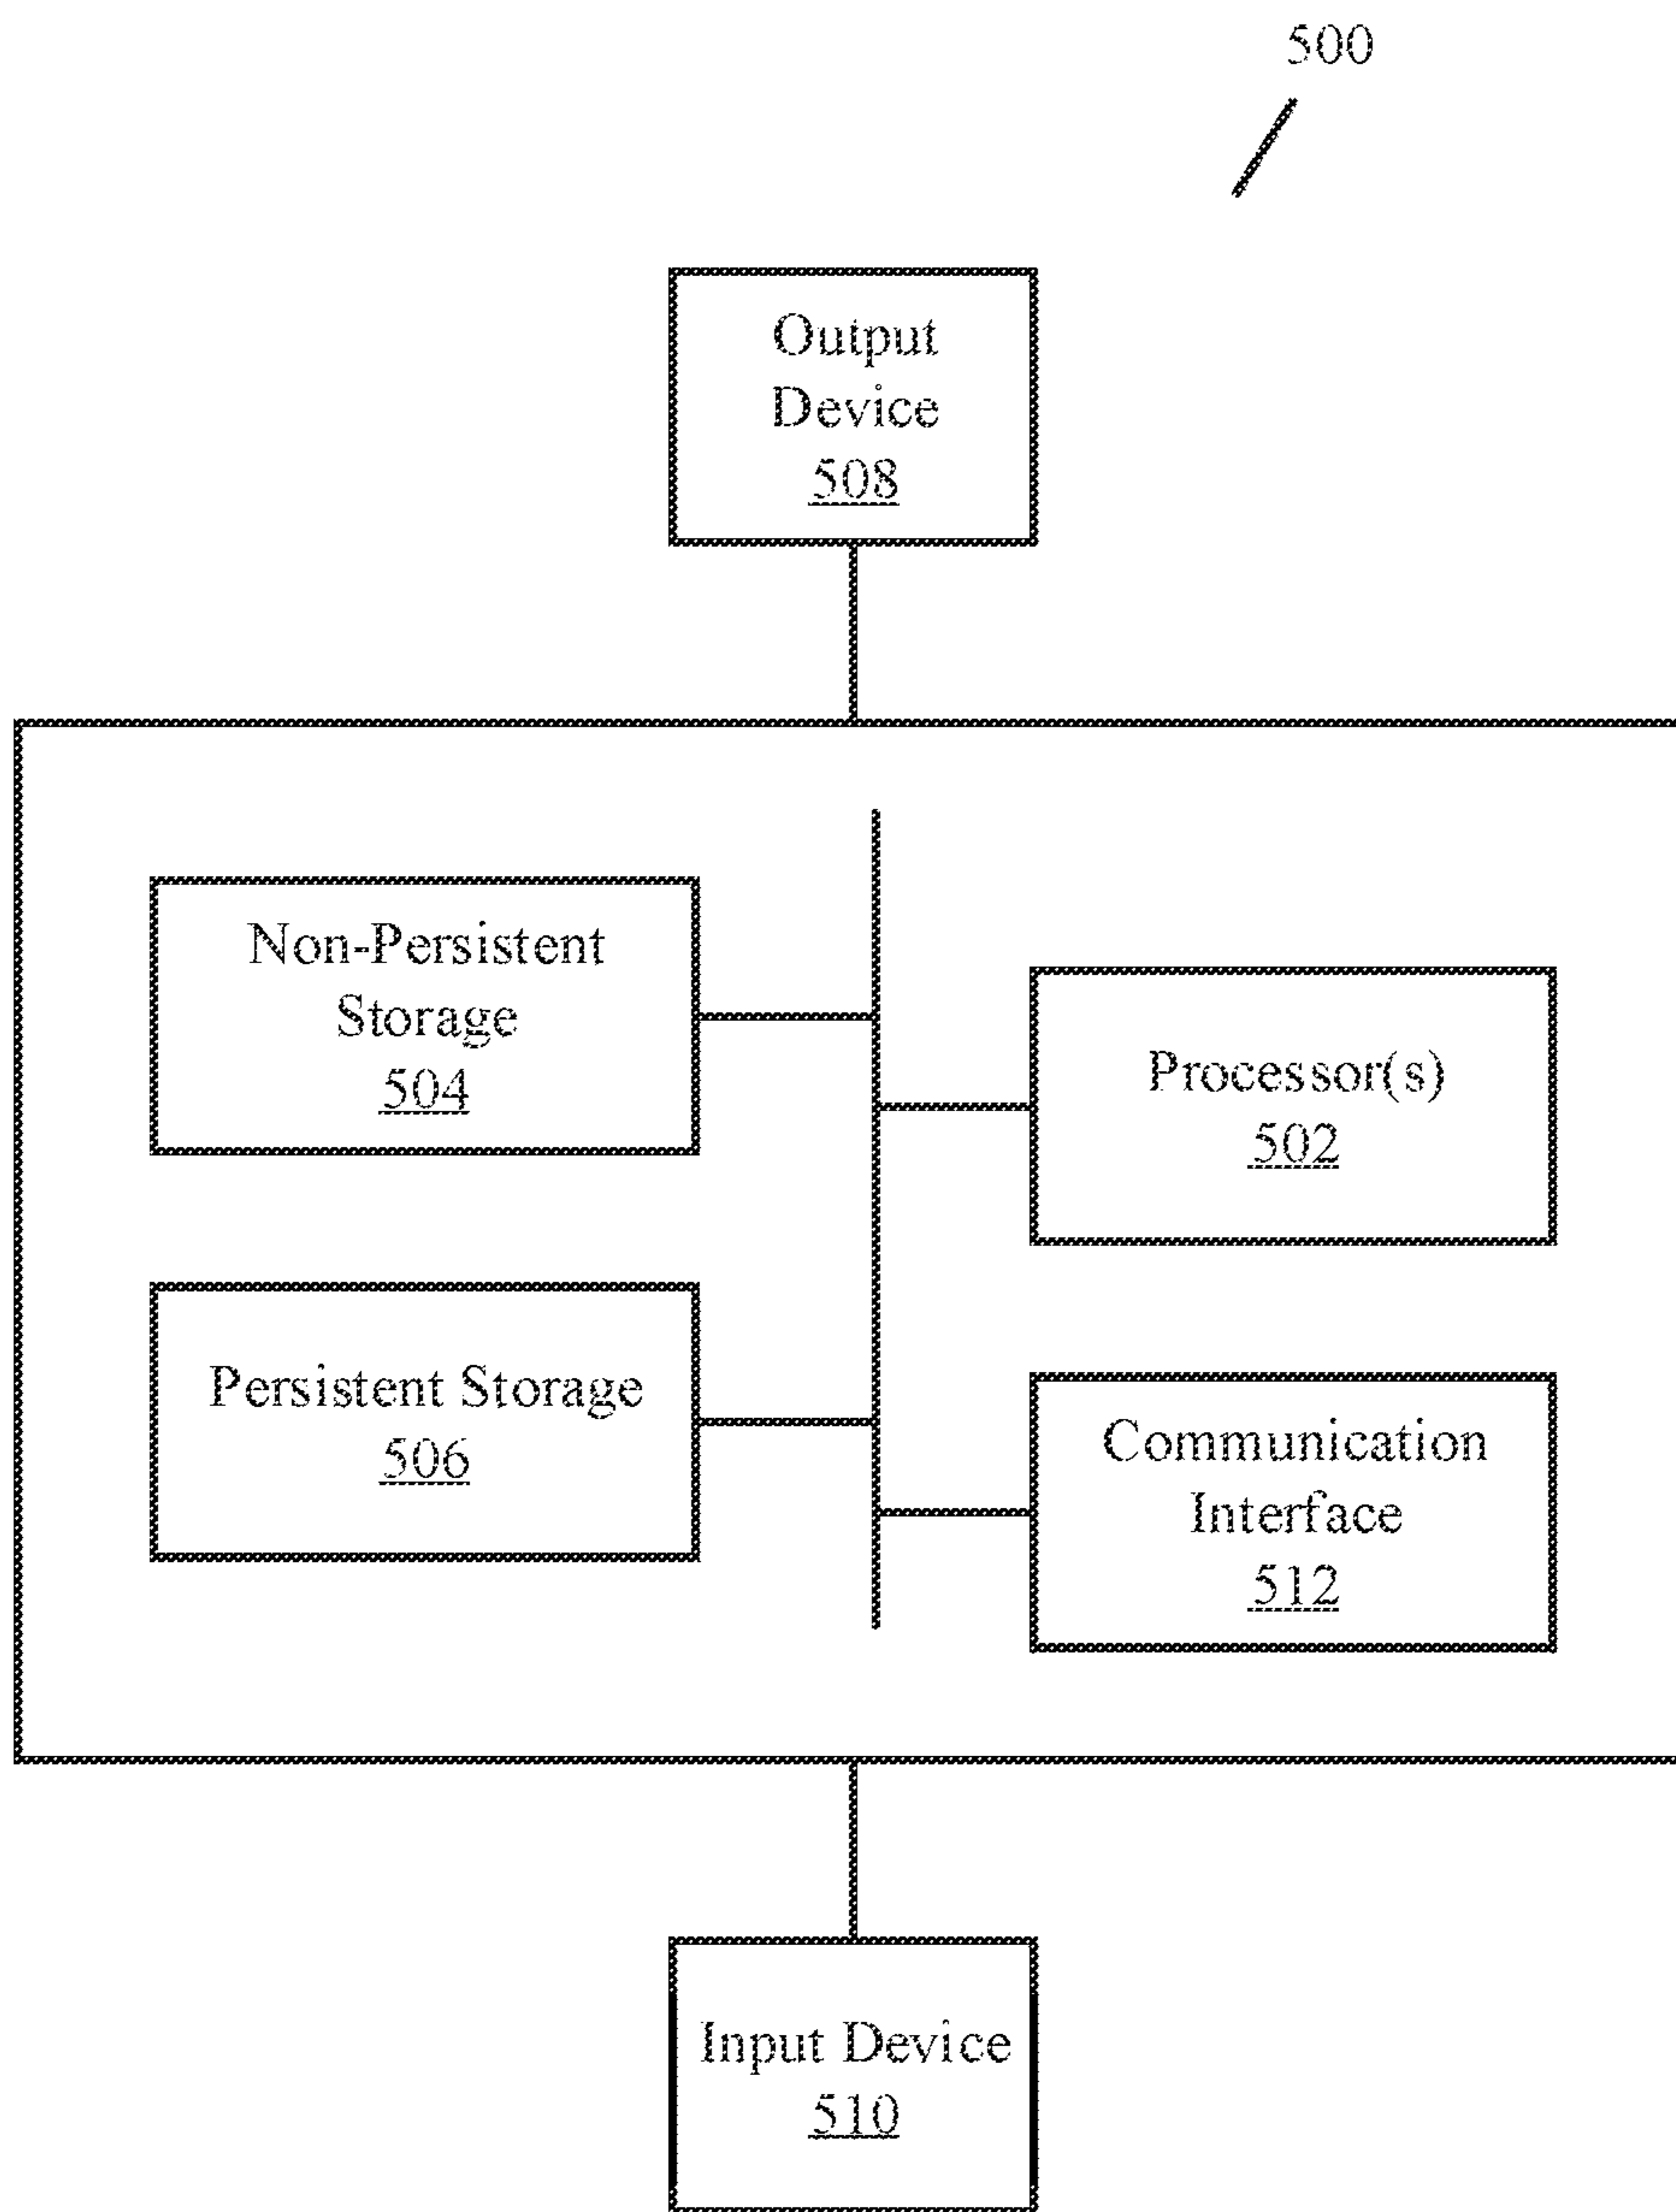 500
Output
Device
508
Non-Persistent
Storage
504
Processor(s)
502
Persistent Storage
506
Communication
Interface
512
Input Device
510